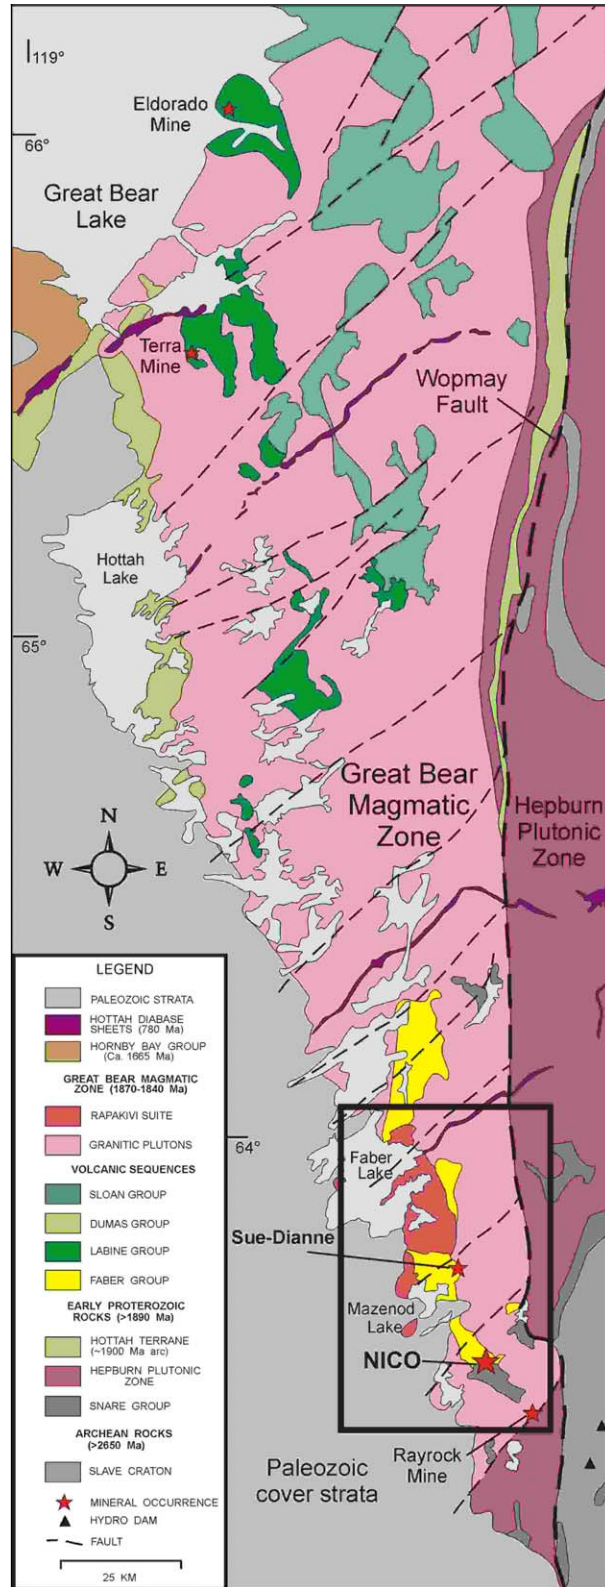 119°
Eldorado
Mine
66°
Great Bear
Lake
Terra
Mine
Wopmay
Fault
Hottah
Lake
65°
Great Bear
Magmatic
Zone
Hepburn
Plutonic
Zone
N
W E
S
LEGEND
PALEOZOIC STRATA
HOTTAH DIABASE
SHEETS (780 Ma)
HORNBY BAY GROUP
(Ca. 1665 Ma)
GREAT BEAR MAGMATIC
ZONE (1870-1840 Ma)
RAPAKIVI SUITE
GRANITIC PLUTONS
VOLCANIC SEQUENCES
SLOAN GROUP
DUMAS GROUP
LABINE GROUP
FABER GROUP
EARLY PROTEROZOIC
ROCKS (>1890 Ma)
HOTTAH TERRANE
(~1900 Ma arc)
HEPBURN PLUTONIC
ZONE
SNARE GROUP
ARCHEAN ROCKS
(>2650 Ma)
SLAVE CRATON
MINERAL OCCURRENCE
HYDRO DAM
FAULT
25 KM
64°
Faber
Lake
Sue-Dianne
Mazenod
Lake
NICO
Rayrock
Mine
Paleozoic
cover strata